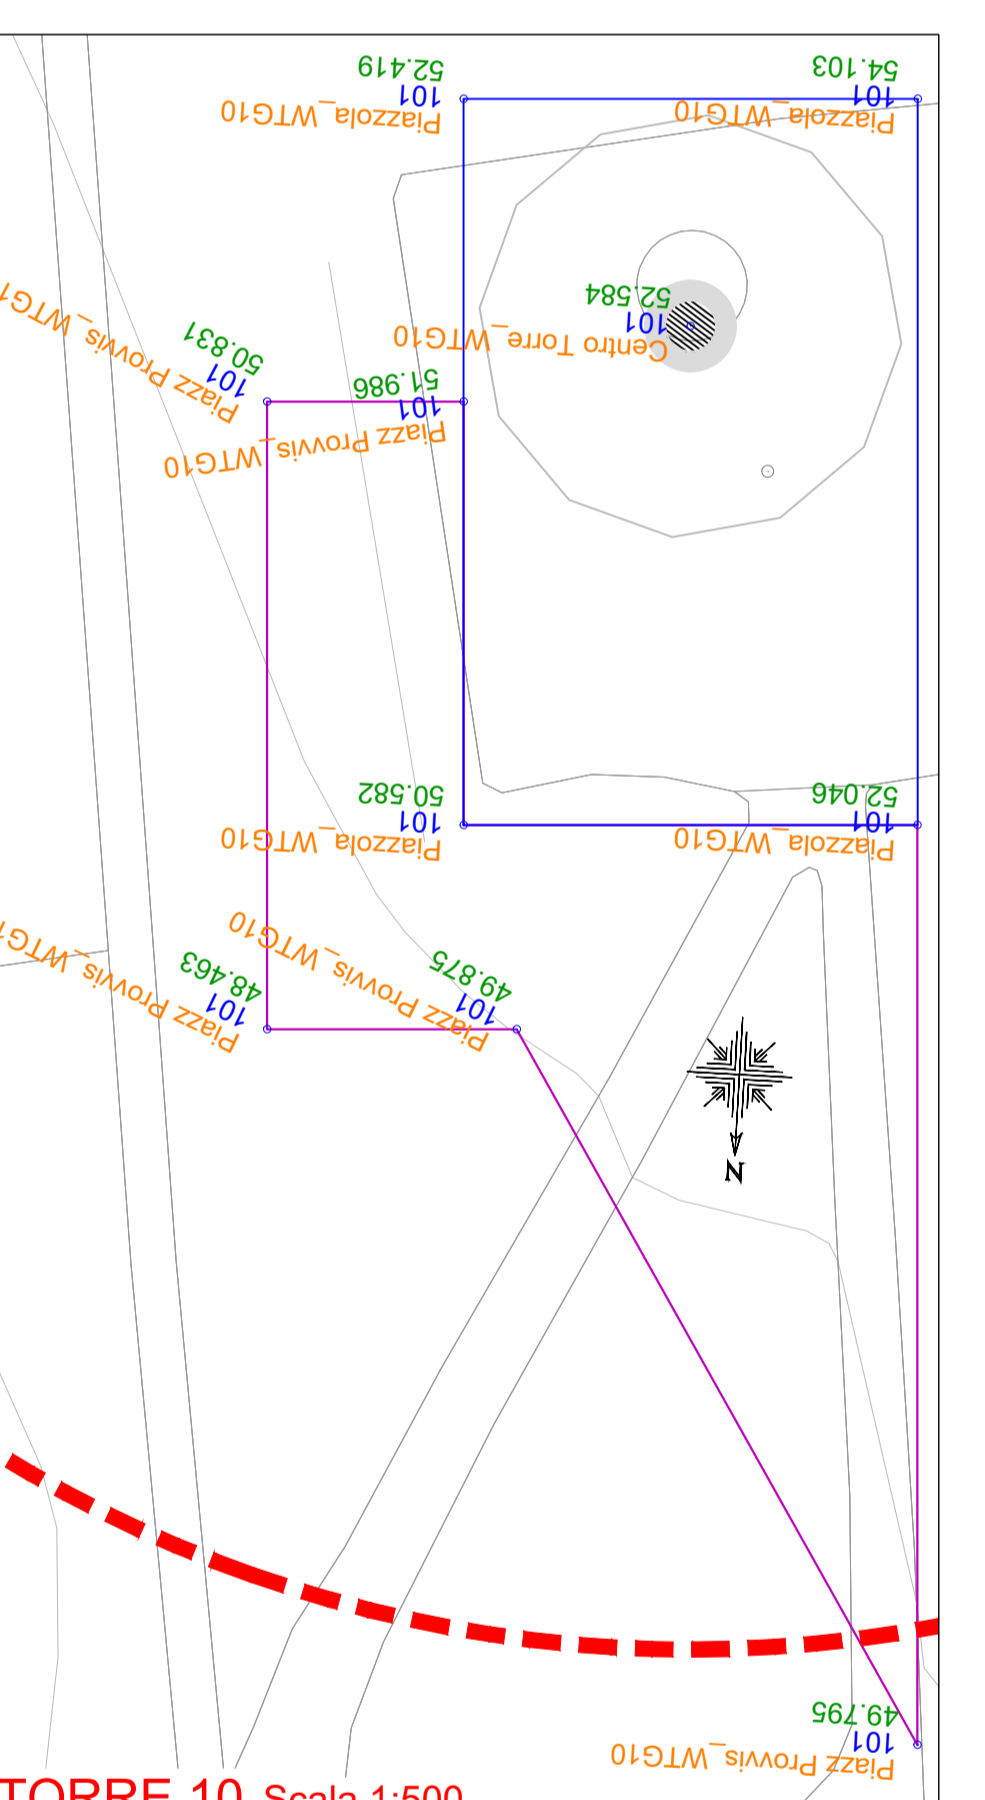 52.419
101
Piazzola_WTG10
54.103
101
Piazzola_WTG10
52.584
101
Centro Torre_WTG10
50.831
101
Piazz Provvis_WTG1
51.986
101
Piazz Provvis_WTG10
50.582
101
Piazzola_WTG10
52.046
101
Piazzola_WTG10
48.463
101
Piazz Provvis_WTG1
49.875
101
Piazz Provvis_WTG10
N
49.795
101
Piazz Provvis_WTG10
TORRE 10 Scala 1:500